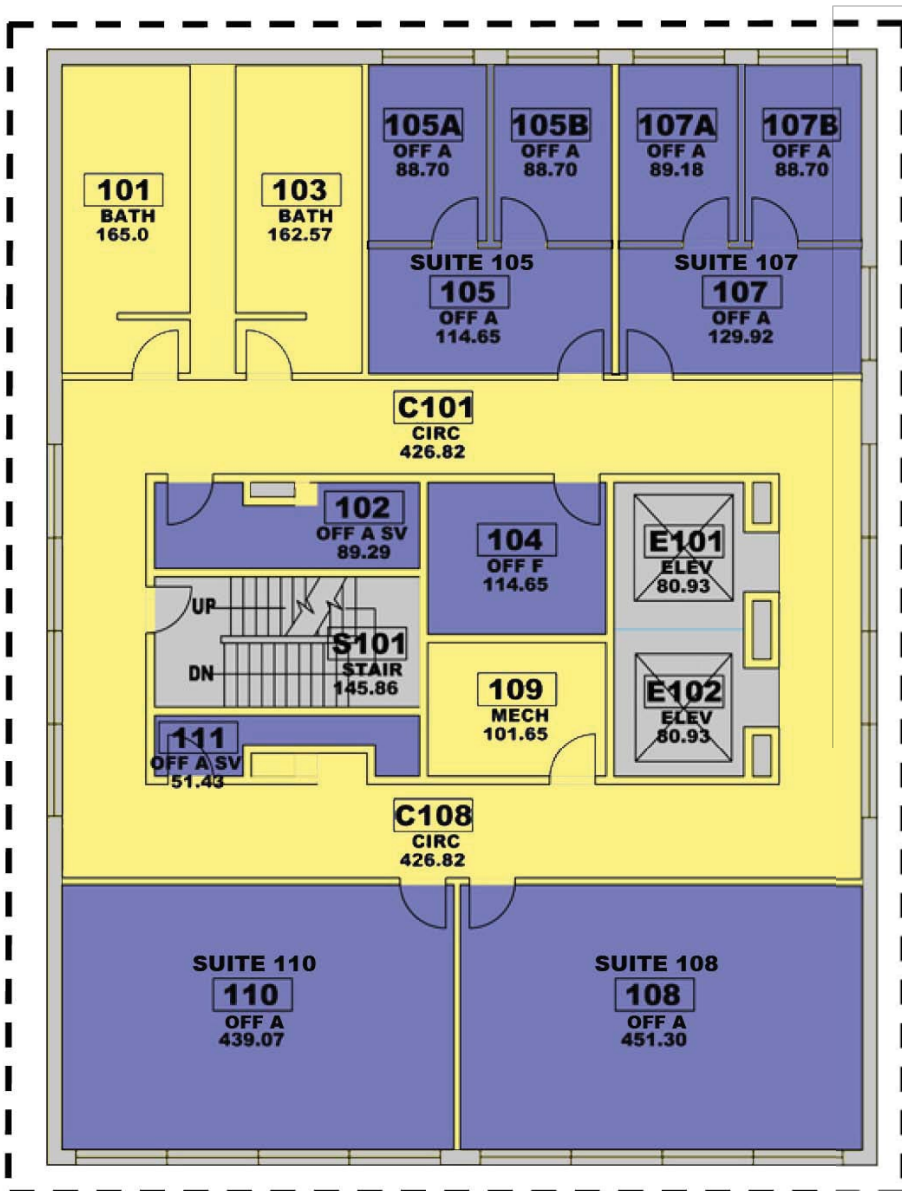 105A
OFF A
88.70
105B
OFF A
88.70
107A
OFF A
89.18
107B
OFF A
88.70
101
BATH
165.0
103
BATH
162.57
SUITE 105
105
OFF A
114.65
SUITE 107
107
OFF A
129.92
C101
CIRC
426.82
102
OFF A SV
89.29
104
OFF F
114.65
E101
ELEV
80.93
UP
DN
S101
STAIR
145.86
109
MECH
101.65
E102
ELEV
80.93
111
OFF A SV
51.43
C108
CIRC
426.82
SUITE 110
110
OFF A
439.07
SUITE 108
108
OFF A
451.30